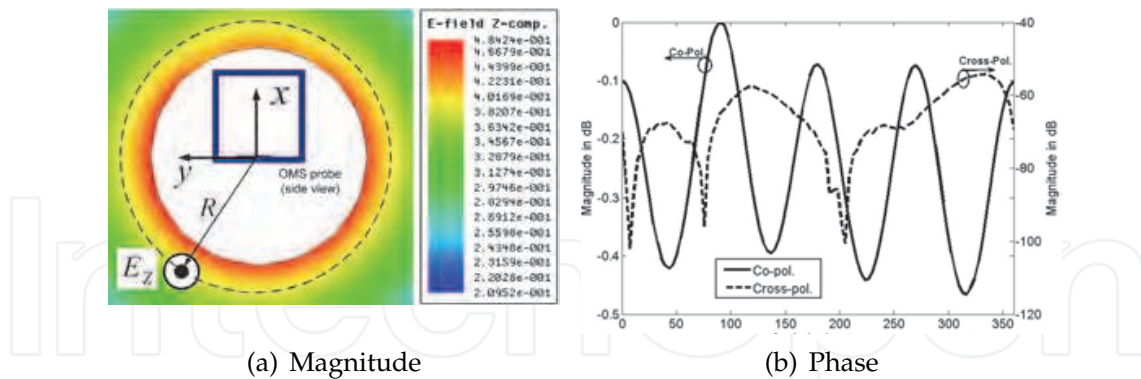 E-field Z-comp.
4.8424e-001
4.6679e-001
4.4399e-001
4.2231e-001
4.0169e-001
3.8207e-001
3.6342e-001
3.4567e-001
3.2879e-001
3.1274e-001
2.9746e-001
2.8294e-001
2.6912e-001
2.5598e-001
2.4348e-001
2.3159e-001
2.2028e-001
2.0952e-001
x
y
OMS probe
(side view)
R
E_Z
(a) Magnitude
0
-0.1
-0.2
-0.3
-0.4
-0.5
Magnitude in dB
Co-Pol.
Cross-Pol.
Co-pol.
Cross-pol.
0
50
100
150
200
250
300
350
-40
-60
-80
-100
-120
Magnitude in dB
(b) Phase